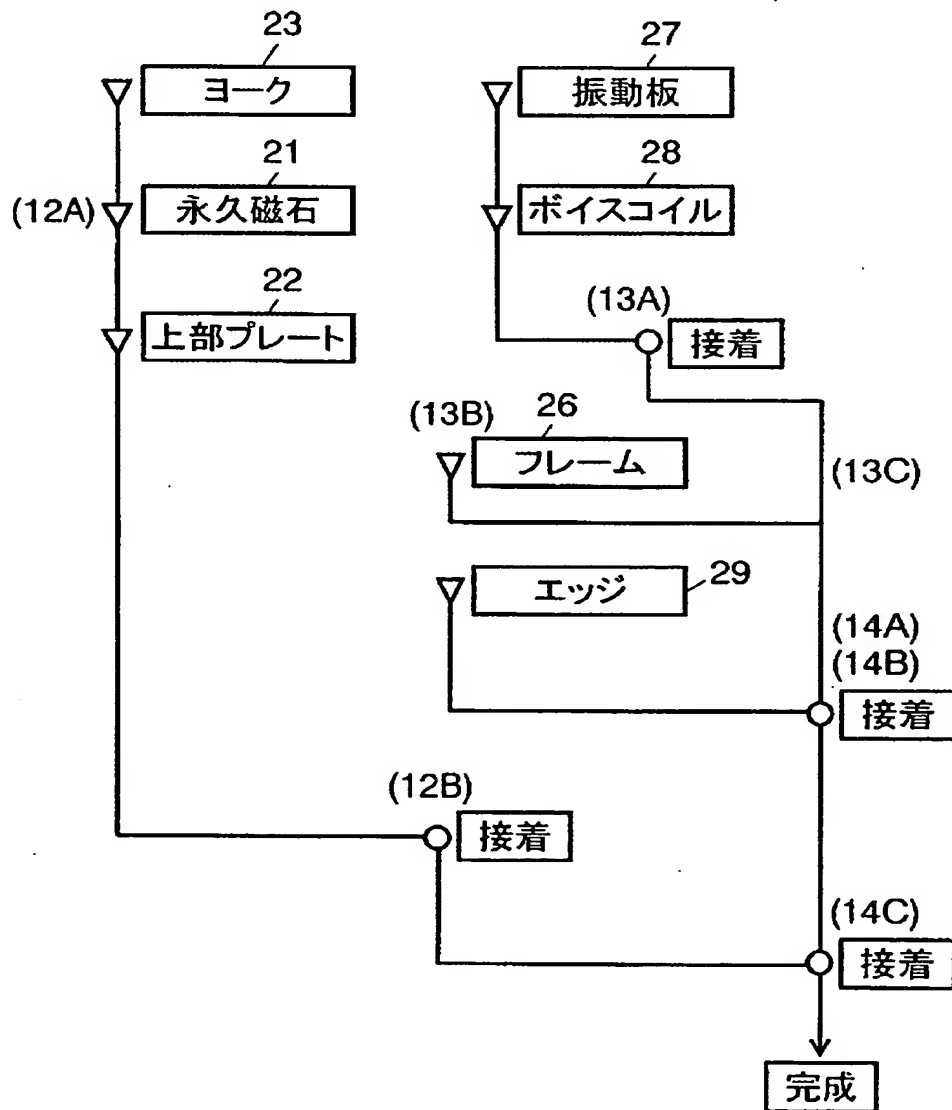 23
ヨーク
27
振動板
21
(12A)
永久磁石
28
ボイスコイル
22
上部プレート
(13A)
接着
(13B)
26
フレーム
(13C)
エッジ
29
(14A)
(14B)
接着
(12B)
接着
(14C)
接着
完成